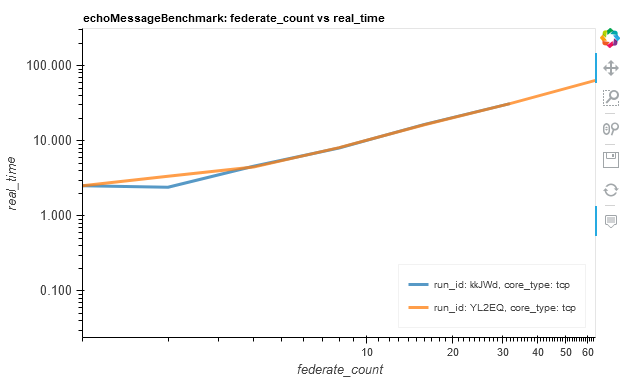 echoMessageBenchmark: federate_count vs real_time
100.000
10.000
1.000
0.100
real_time
run_id: kkJWd, core_type: tcp
run_id: YL2EQ, core_type: tcp
10 20 30 40 50 60
federate_count